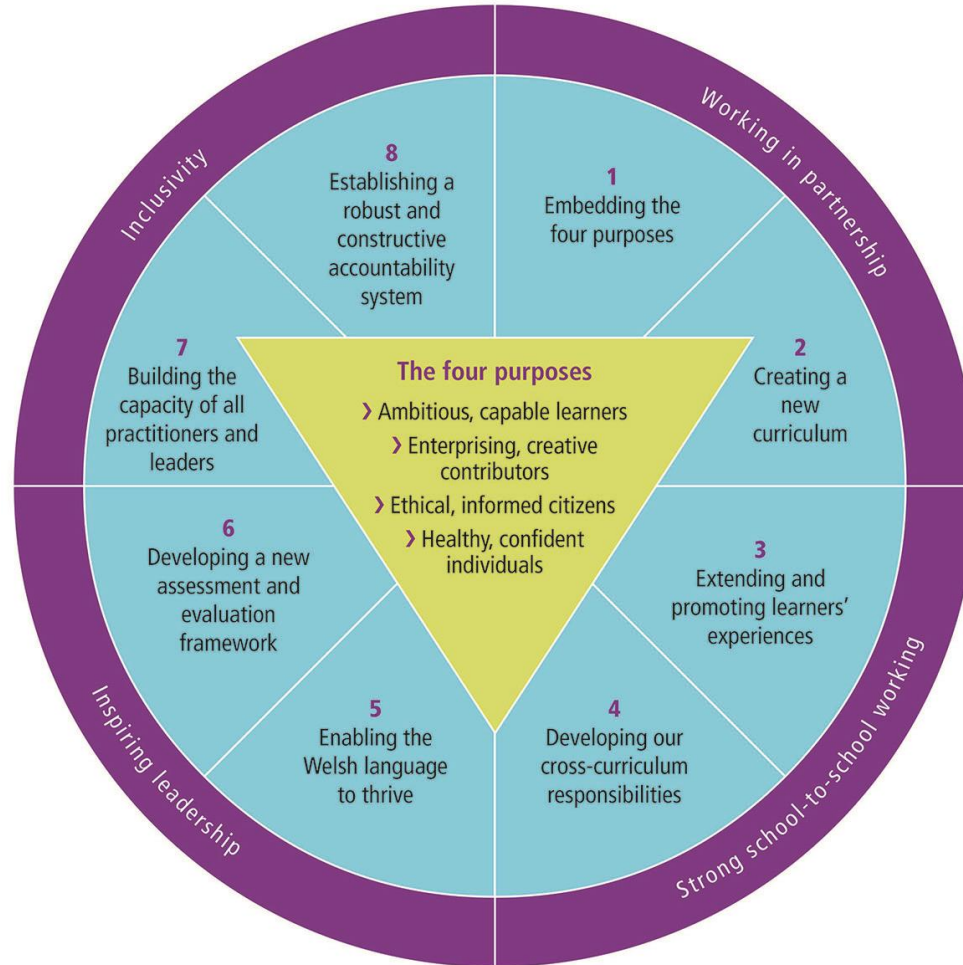 Working in partnership
Strong school-to-school working
Inspiring leadership
Inclusivity
1
Embedding the
four purposes
2
Creating a
new
curriculum
3
Extending and
promoting learners’
experiences
4
Developing our
cross-curriculum
responsibilities
5
Enabling the
Welsh language
to thrive
6
Developing a new
assessment and
evaluation
framework
7
Building the
capacity of all
practitioners and
leaders
8
Establishing a
robust and
constructive
accountability
system
The four purposes
❯ Ambitious, capable learners
❯ Enterprising, creative
contributors
❯ Ethical, informed citizens
❯ Healthy, confident
individuals